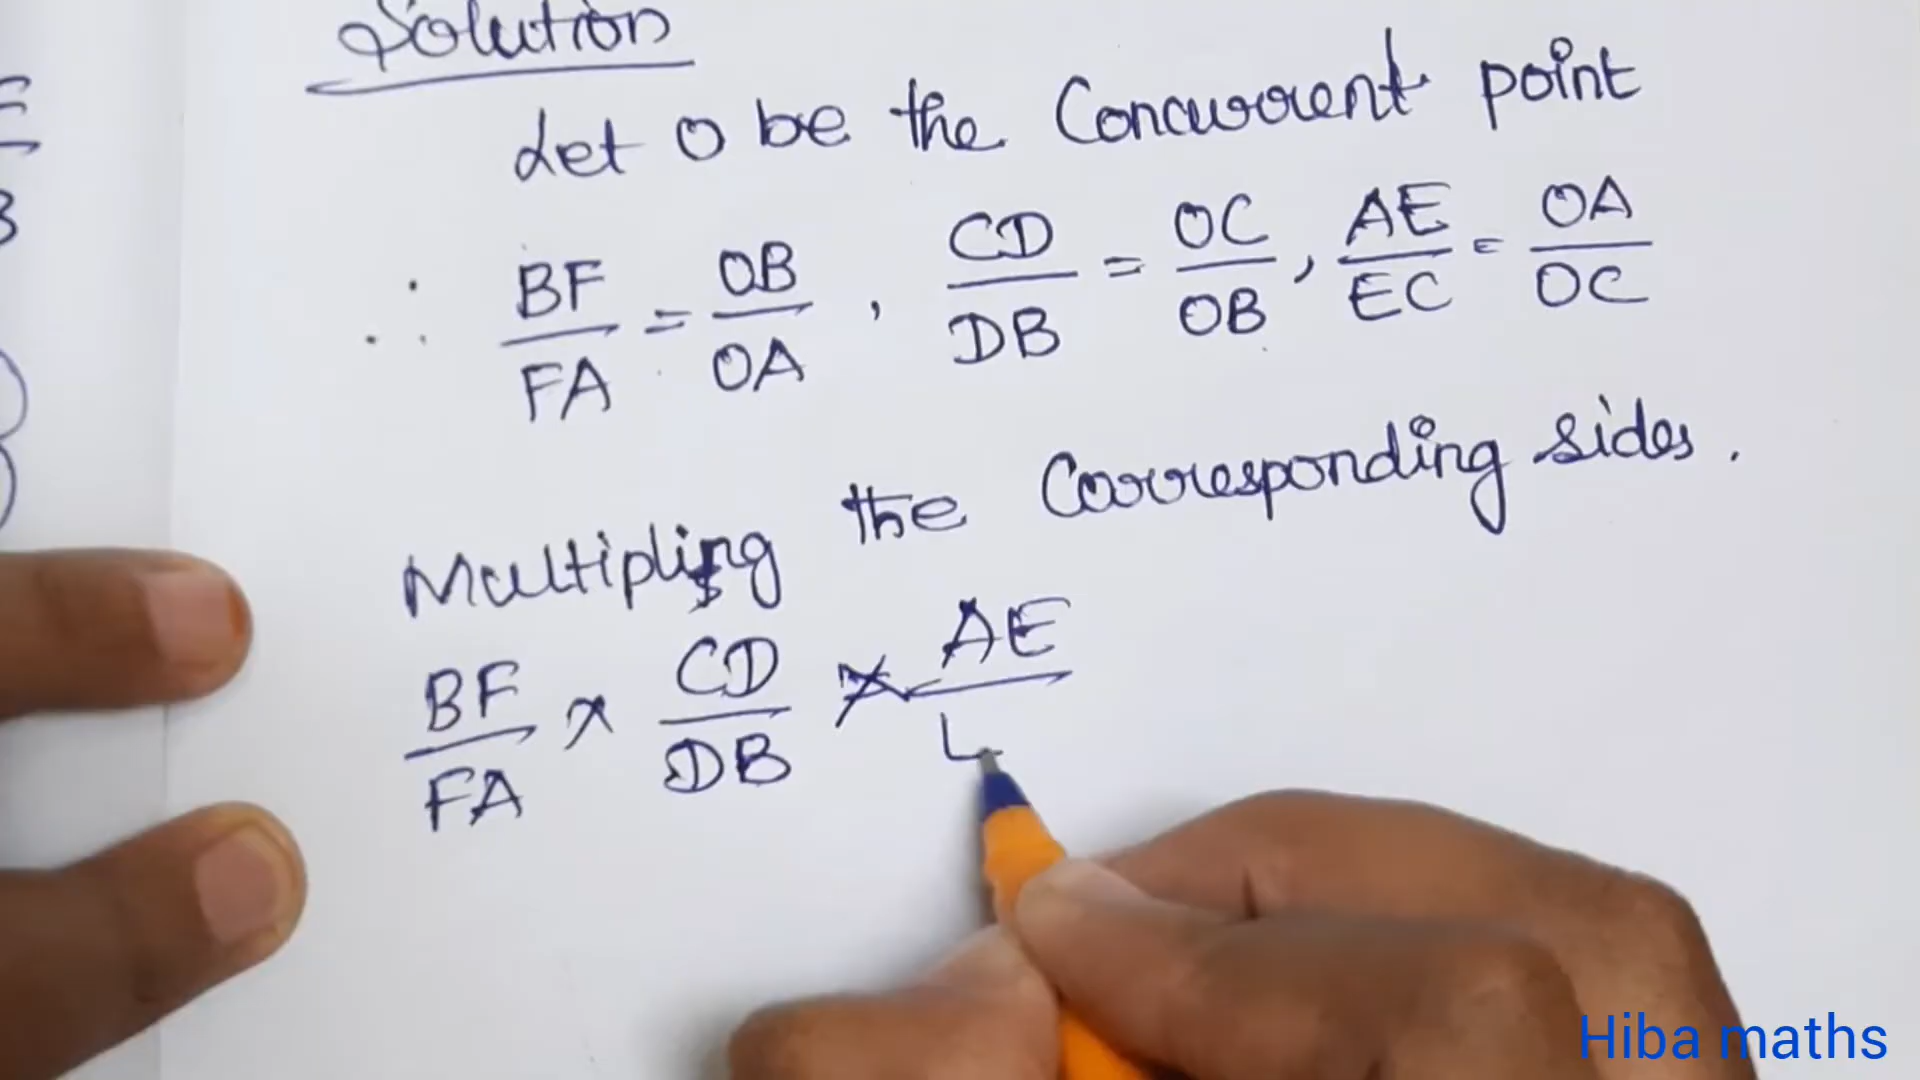 Solution
Let O be the Concurrent point
∴ BF/FA = OB/OA , CD/DB = OC/OB , AE/EC = OA/OC
Multiplying the Corresponding sides.
BF/FA × CD/DB × AE/
Hiba maths